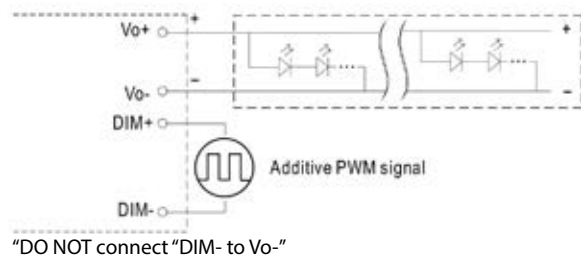 Vo+ + +
Vo- − −
DIM+
Additive PWM signal
DIM-
“DO NOT connect “DIM- to Vo-”